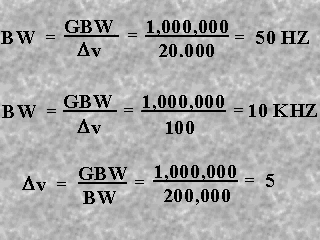 BW = GBW / Δv = 1,000,000 / 20.000 = 50 HZ
BW = GBW / Δv = 1,000,000 / 100 = 10 KHZ
Δv = GBW / BW = 1,000,000 / 200,000 = 5